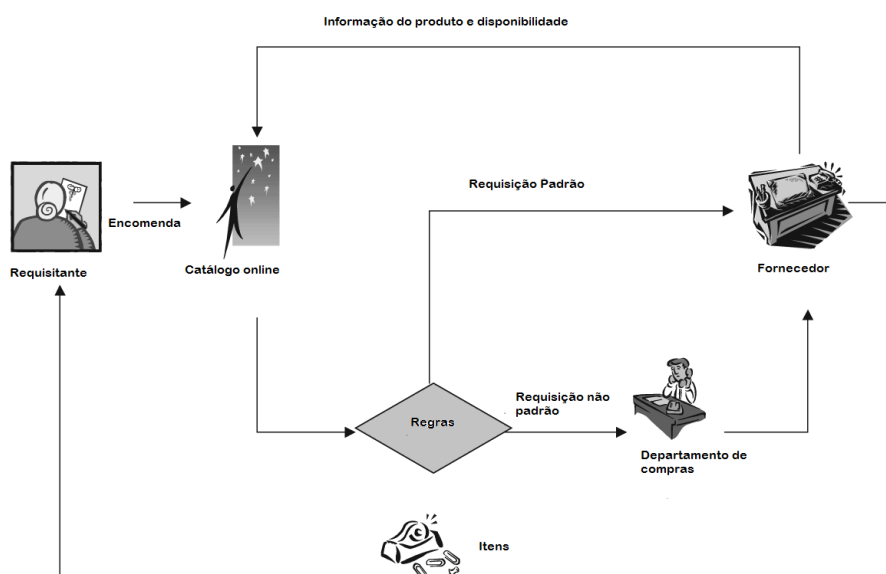 Informação do produto e disponibilidade
Requisição Padrão
Encomenda
Requisitante
Catálogo online
Fornecedor
Requisição não
padrão
Regras
Departamento de
compras
Itens